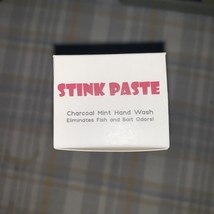 STINK PASTE
Charcoal Mint Hand Wash
Eliminates Fish and Bait Odors!